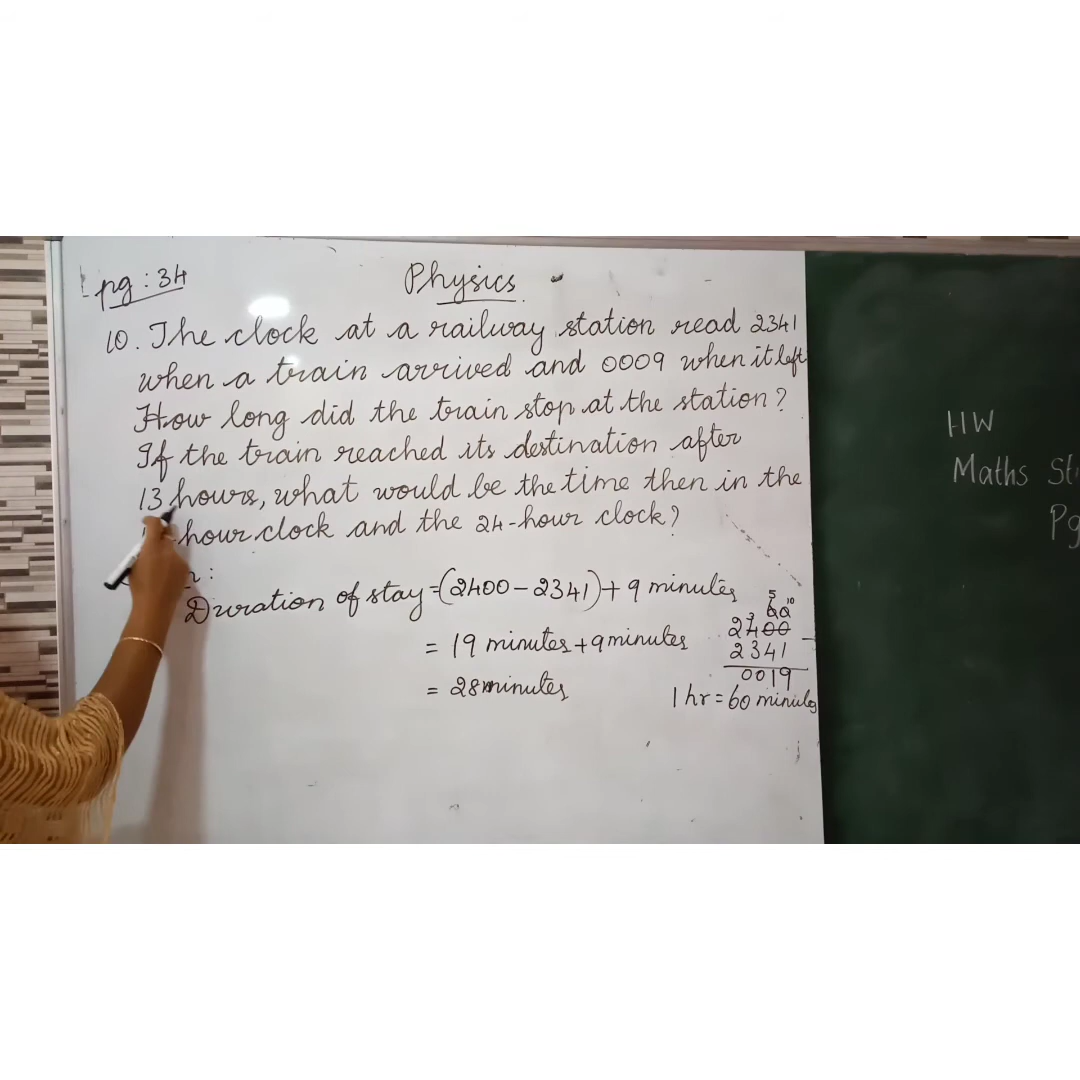 pg : 34
Physics
10. The clock at a railway station read 2341
when a train arrived and 0009 when it left
How long did the train stop at the station?
If the train reached its destination after
13 hours, what would be the time then in the
hour clock and the 24-hour clock?
Duration of stay = (2400 - 2341) + 9 minutes
= 19 minutes + 9 minutes
= 28 minutes
5 10
2400 -
2341
0019
1 hr = 60 minutes
HW
Maths